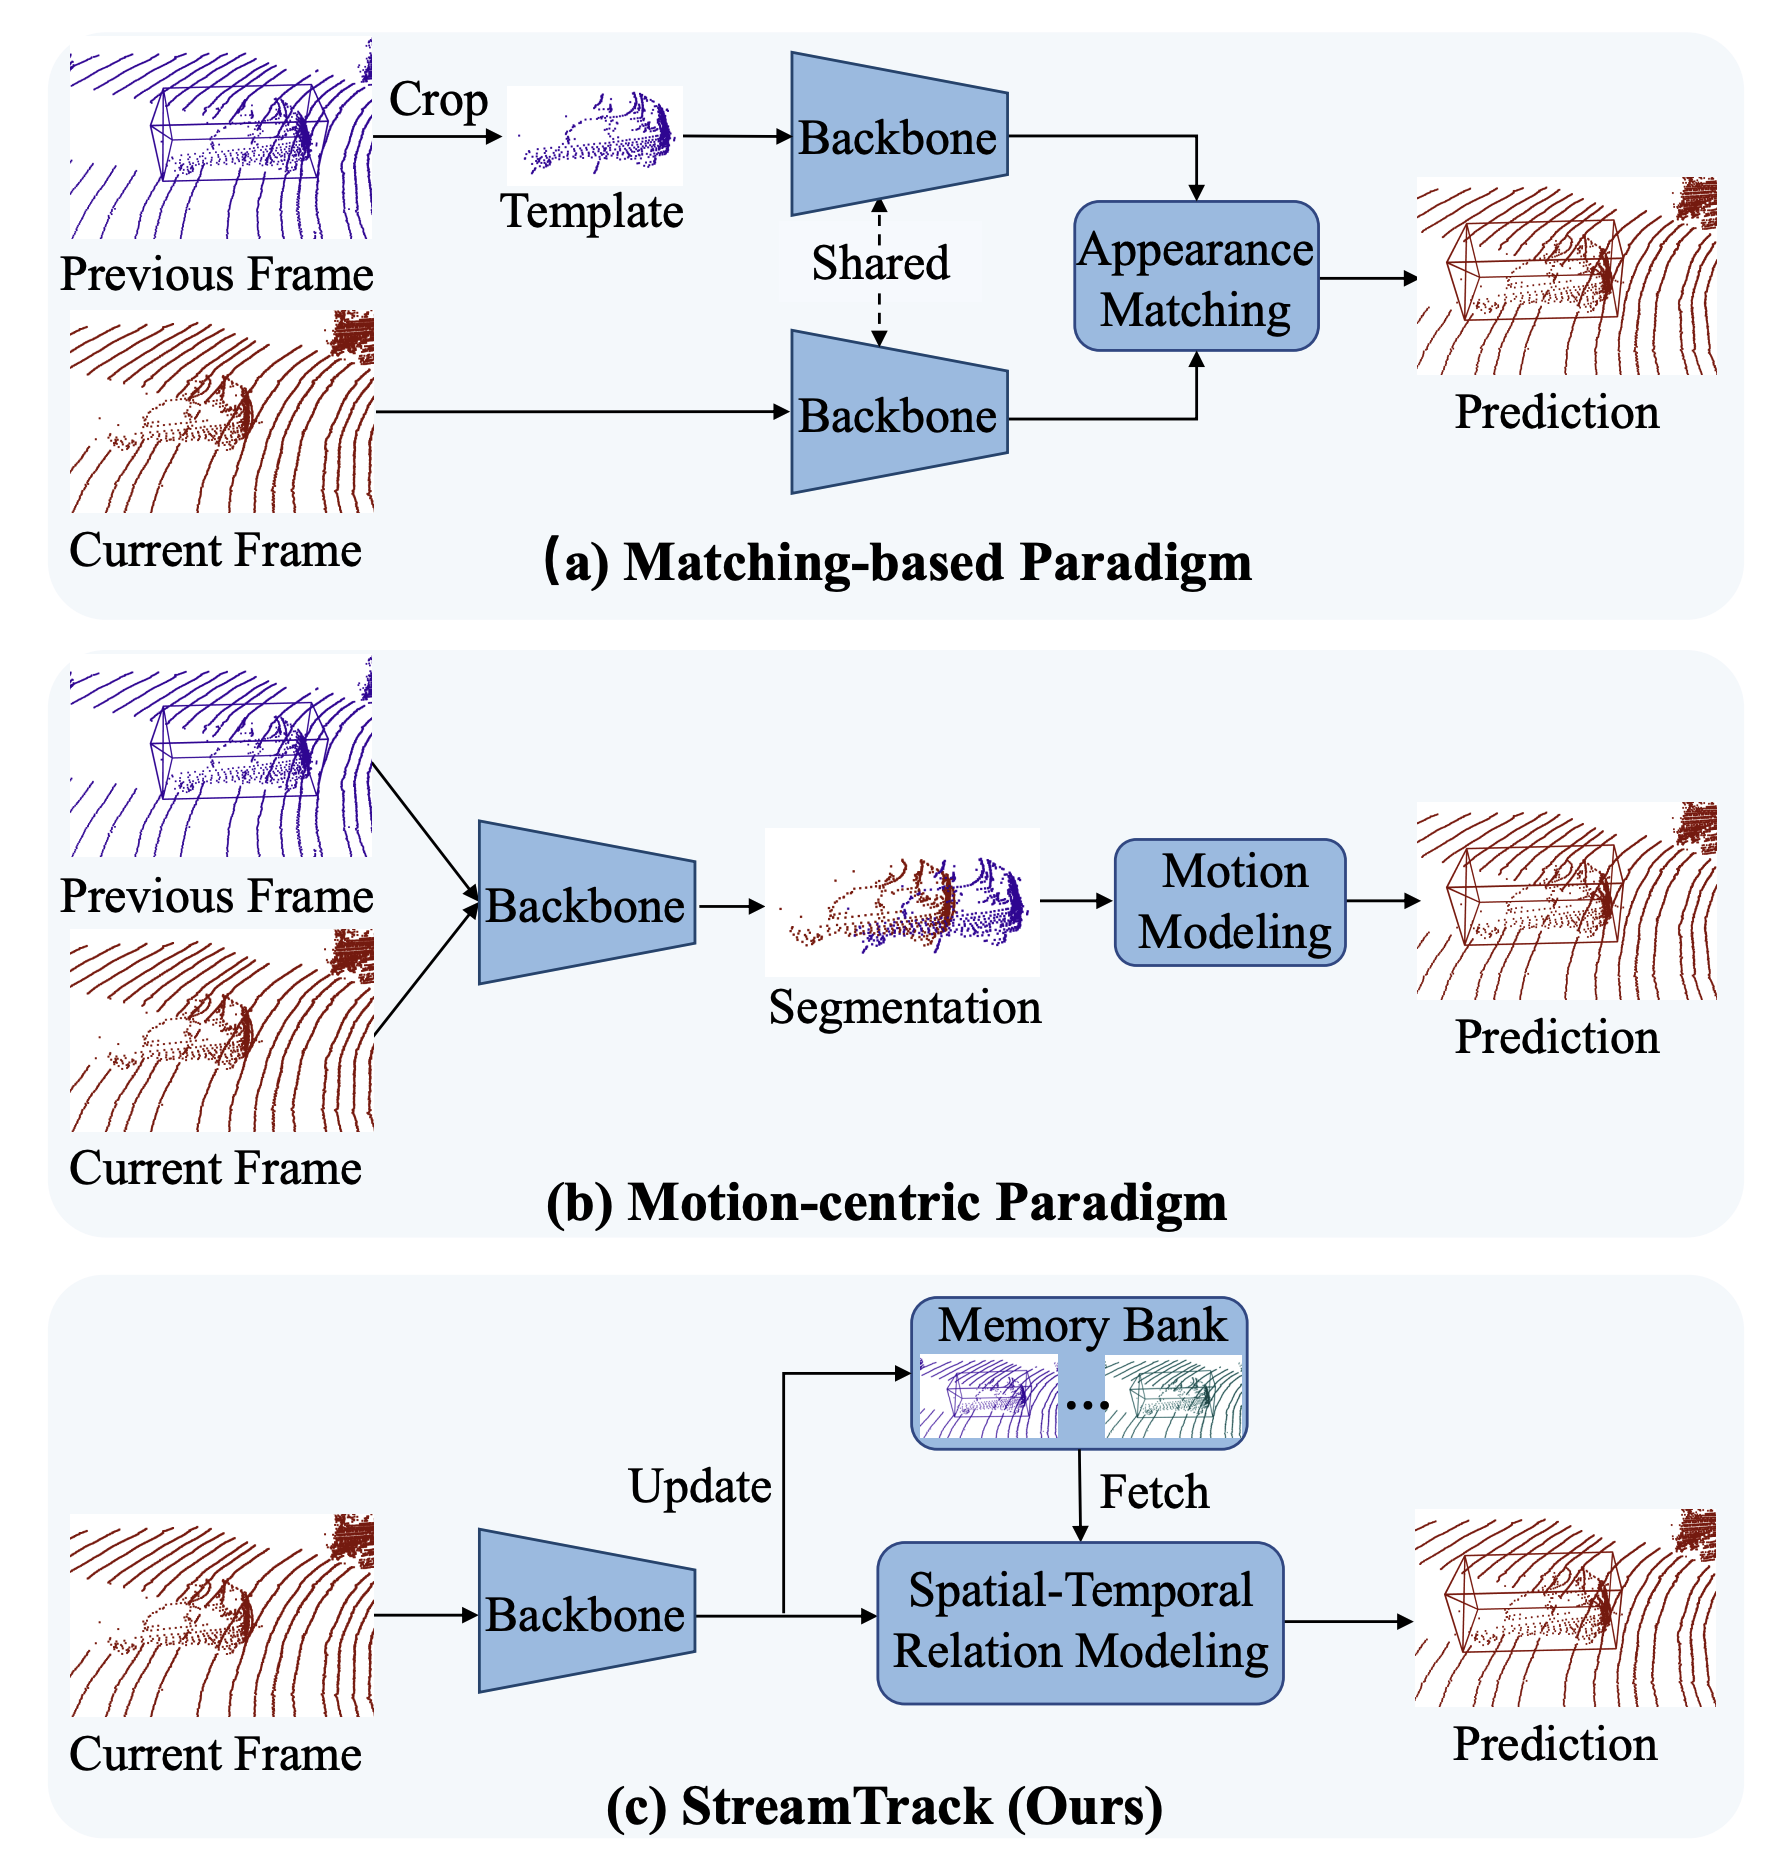 Crop
Template
Previous Frame
Backbone
Shared
Backbone
Appearance
Matching
Prediction
Current Frame
(a) Matching-based Paradigm
Previous Frame
Backbone
Segmentation
Motion
Modeling
Prediction
Current Frame
(b) Motion-centric Paradigm
Memory Bank
...
Update
Fetch
Backbone
Spatial-Temporal
Relation Modeling
Prediction
Current Frame
(c) StreamTrack (Ours)